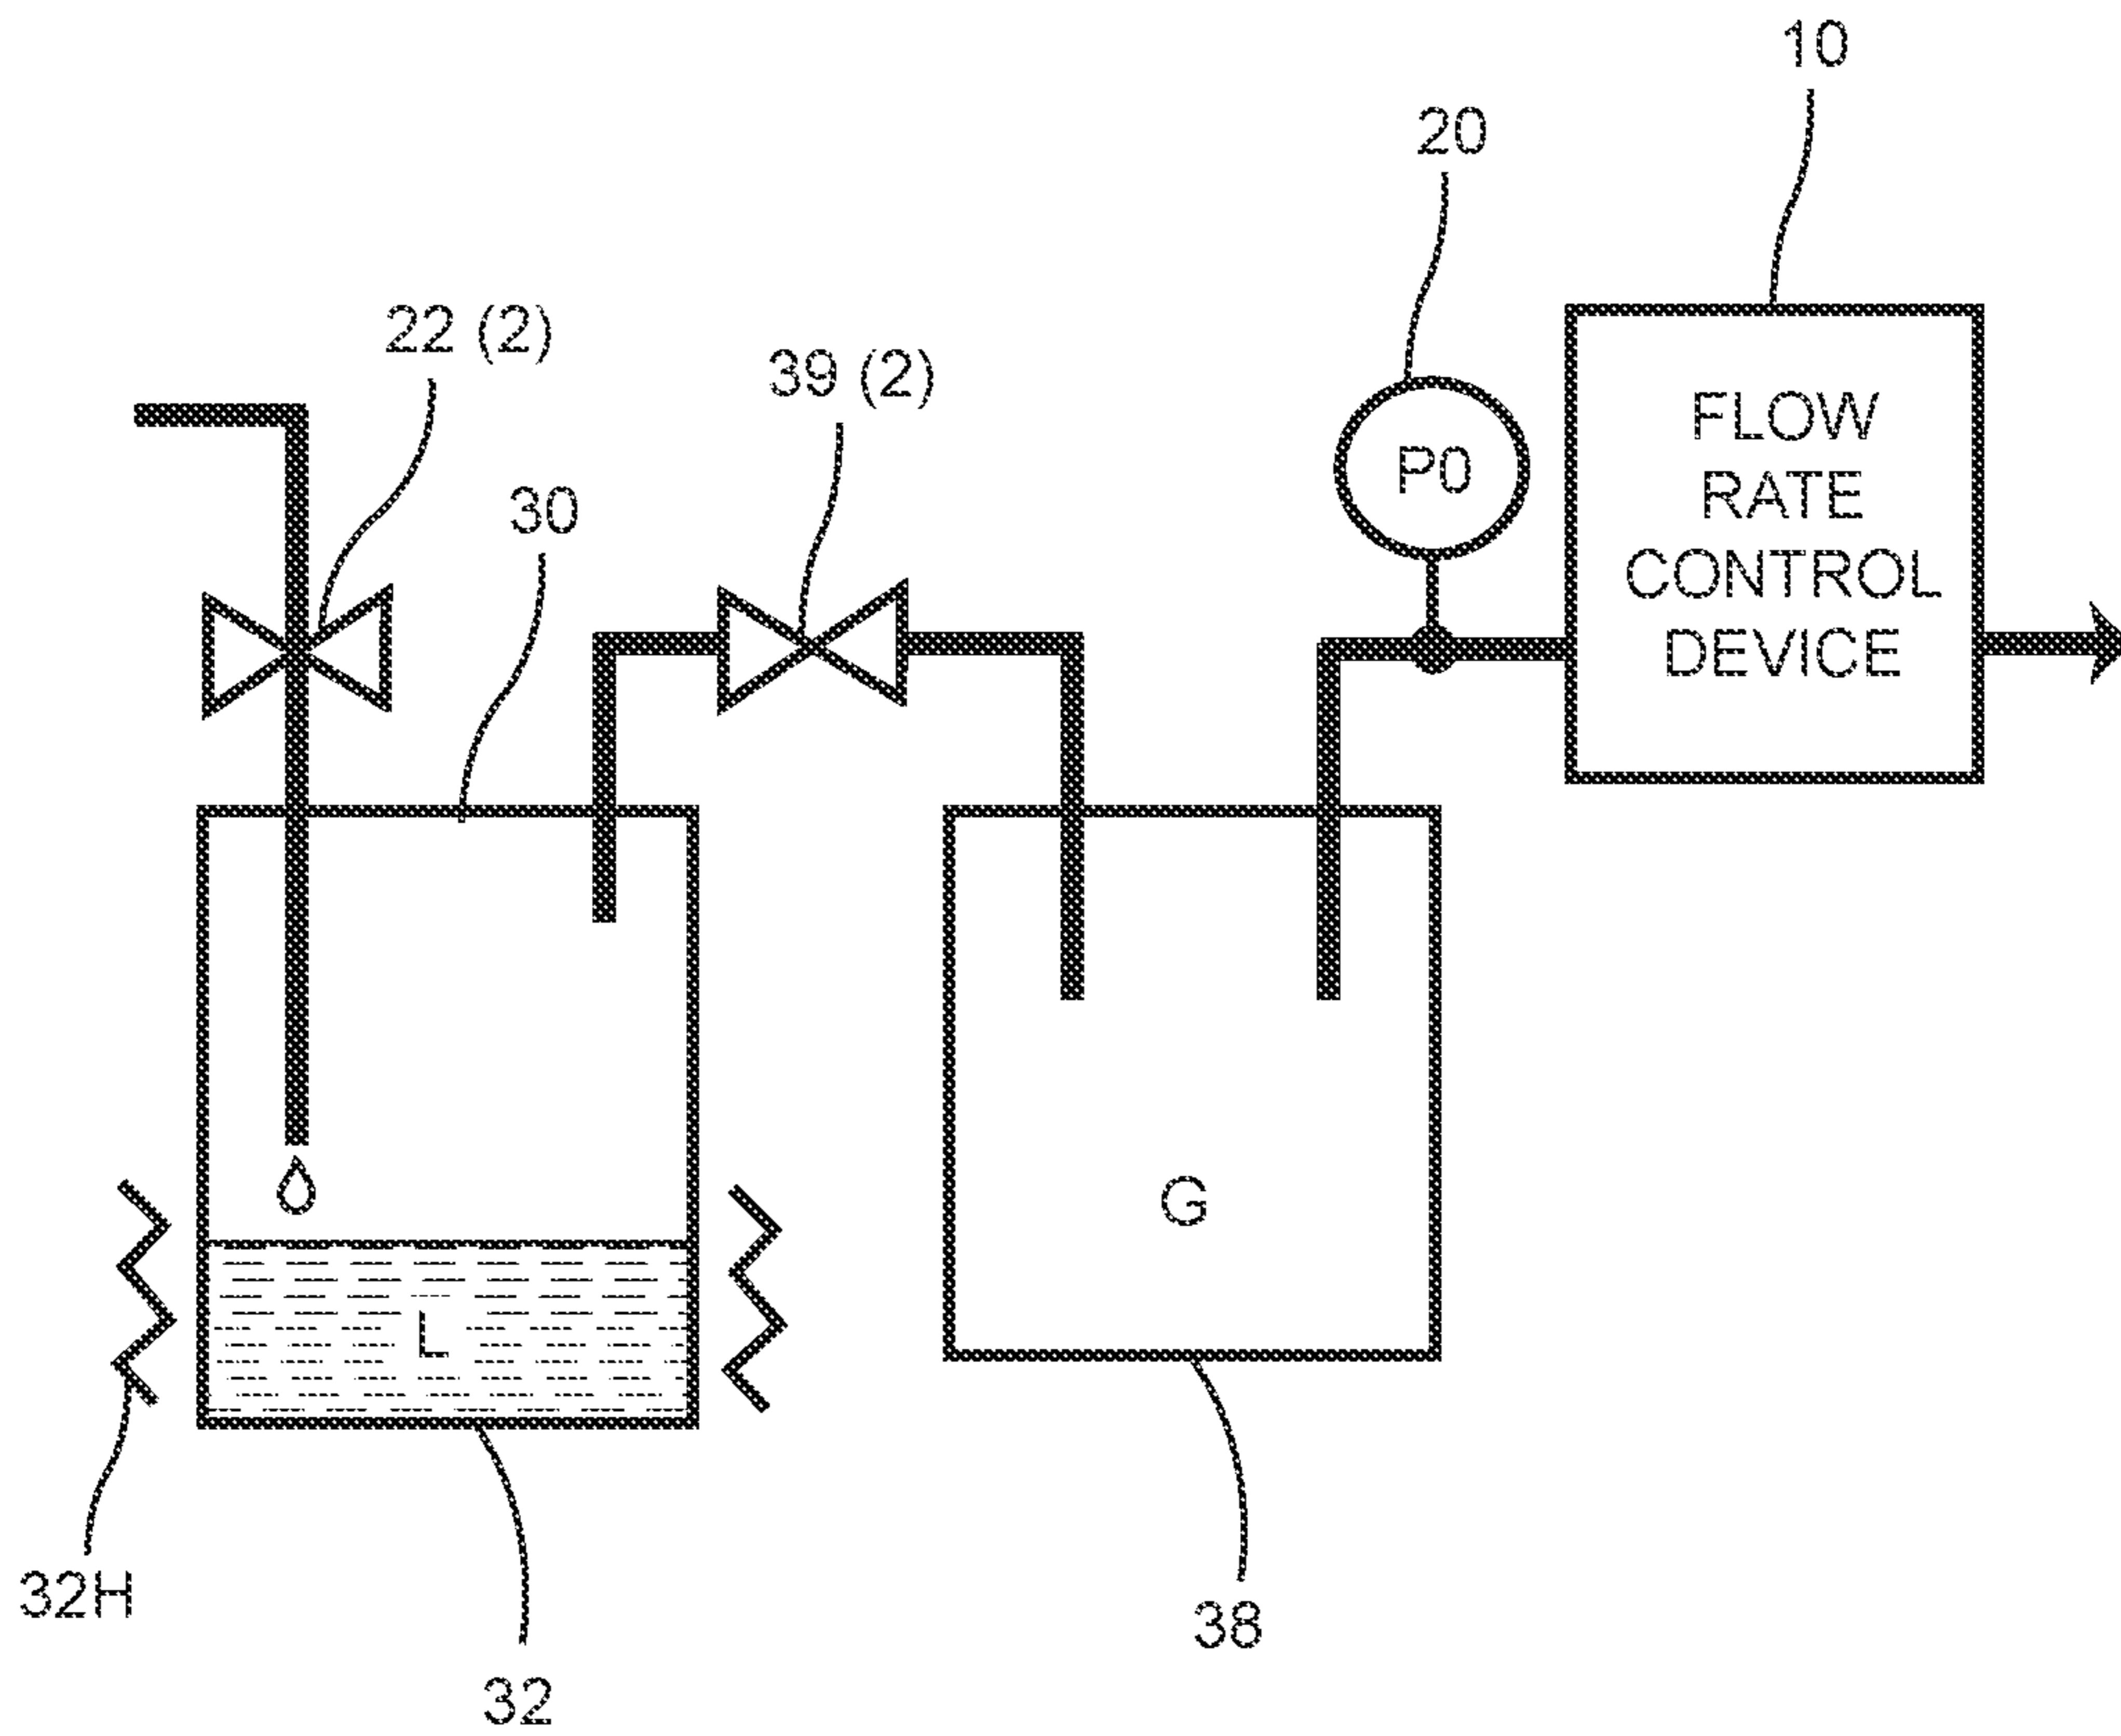 10
20
22 (2)
39 (2)
30
P0
FLOW
RATE
CONTROL
DEVICE
G
L
32H
38
32